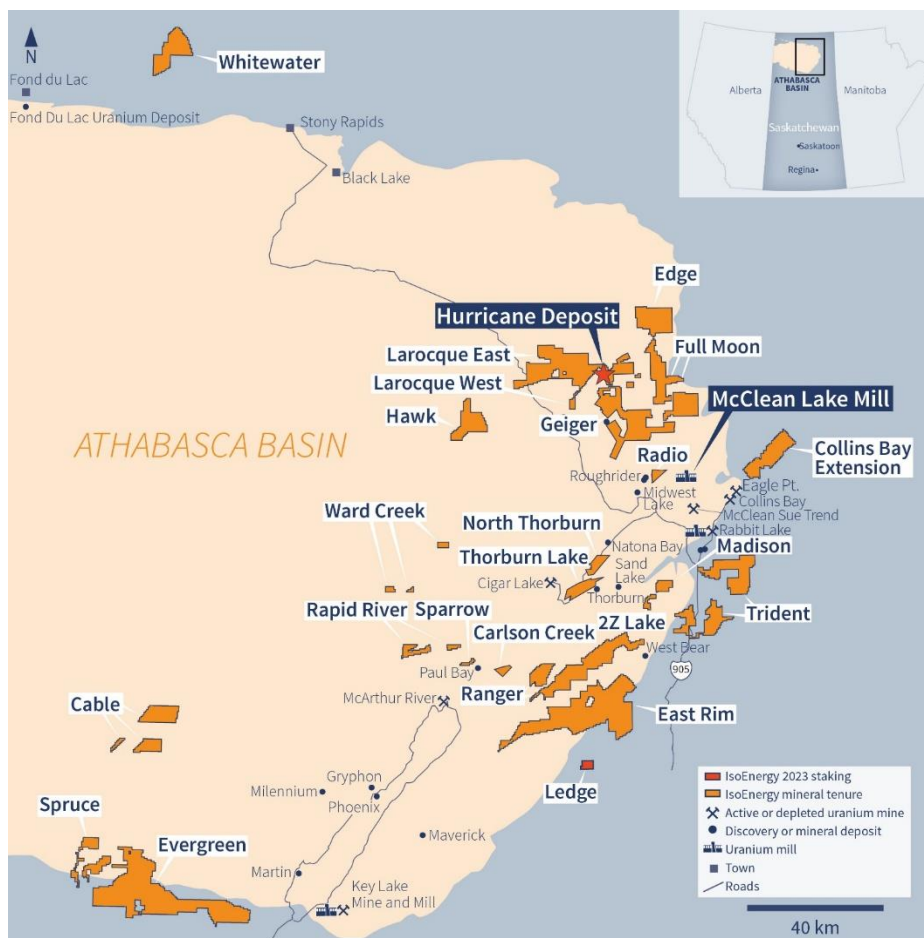 N
Whitewater
Fond du Lac
Fond Du Lac Uranium Deposit
Stony Rapids
Black Lake
Alberta
ATHABASCA
BASIN
Manitoba
Saskatchewan
Saskatoon
Regina
Edge
Hurricane Deposit
Larocque East
Full Moon
Larocque West
McClean Lake Mill
Hawk
Geiger
ATHABASCA BASIN
Collins Bay
Extension
Radio
Roughrider
Midwest
Lake
Eagle Pt.
Collins Bay
McClean Sue Trend
Rabbit Lake
Ward Creek
North Thorburn
Natona Bay
Madison
Thorburn Lake
Sand
Lake
Cigar Lake
Thorburn
Rapid River
Sparrow
Carlson Creek
2Z Lake
Trident
West Bear
905
Paul Bay
Ranger
McArthur River
East Rim
Cable
Gryphon
Milennium
Phoenix
Ledge
Spruce
Evergreen
Maverick
Martin
Key Lake
Mine and Mill
IsoEnergy 2023 staking
IsoEnergy mineral tenure
Active or depleted uranium mine
Discovery or mineral deposit
Uranium mill
Town
Roads
40 km